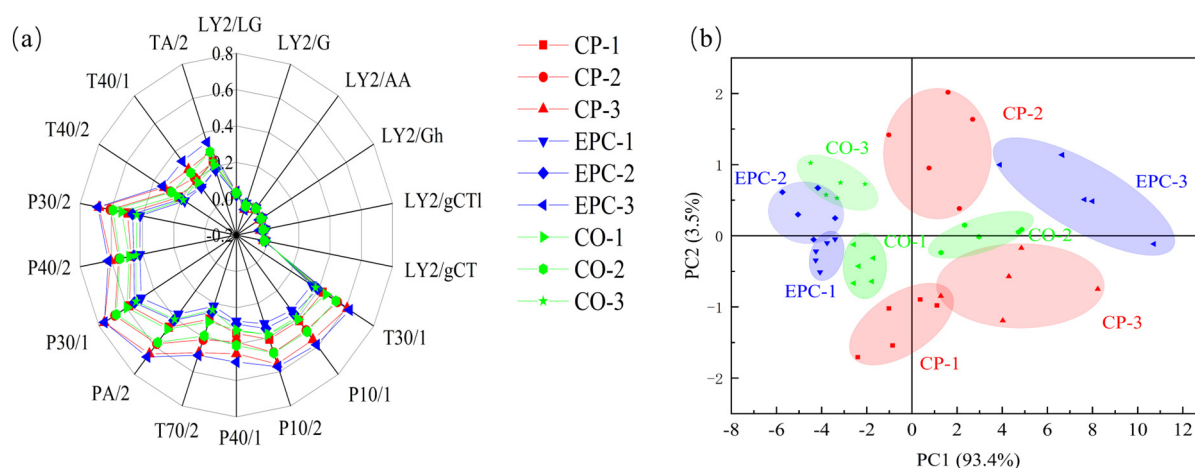 (a)
LY2/LG
LY2/G
LY2/AA
LY2/Gh
LY2/gCTl
LY2/gCT
T30/1
P10/1
P10/2
P40/1
T70/2
PA/2
P30/1
P40/2
P30/2
T40/2
T40/1
TA/2
0.8
0.6
0.4
0.2
0.0
-0.2
CP-1
CP-2
CP-3
EPC-1
EPC-2
EPC-3
CO-1
CO-2
CO-3
(b)
PC2 (3.5%)
2
1
0
-1
-2
CP-2
CO-3
EPC-2
EPC-3
CO-1
CO-2
EPC-1
CP-3
CP-1
-8 -6 -4 -2 0 2 4 6 8 10 12
PC1 (93.4%)